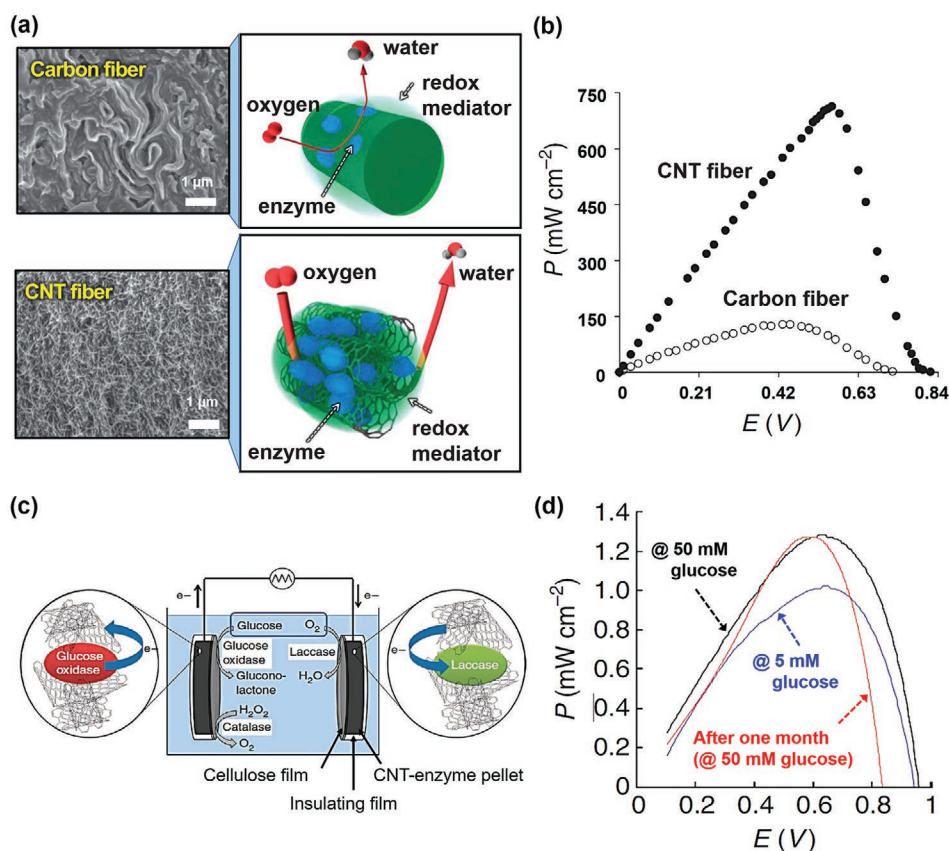 (a)
Carbon fiber
1 μm
water
redox
mediator
oxygen
enzyme
CNT fiber
1 μm
oxygen
water
enzyme
redox
mediator
(b)
P (mW cm−2)
750
600
450
300
150
0
CNT fiber
Carbon fiber
0
0.21
0.42
0.63
0.84
E (V)
(c)
e−
e−
Glucose
oxidase
e−
Glucose
O2
Glucose
oxidase
Laccase
Glucono-
lactone
H2O
H2O2
Catalase
O2
e−
Laccase
Cellulose film
CNT-enzyme pellet
Insulating film
(d)
P (mW cm−2)
1.4
1.2
1.0
0.8
0.6
0.4
0.2
0
@ 50 mM
glucose
@ 5 mM
glucose
After one month
(@ 50 mM glucose)
0
0.2
0.4
0.6
0.8
1
E (V)